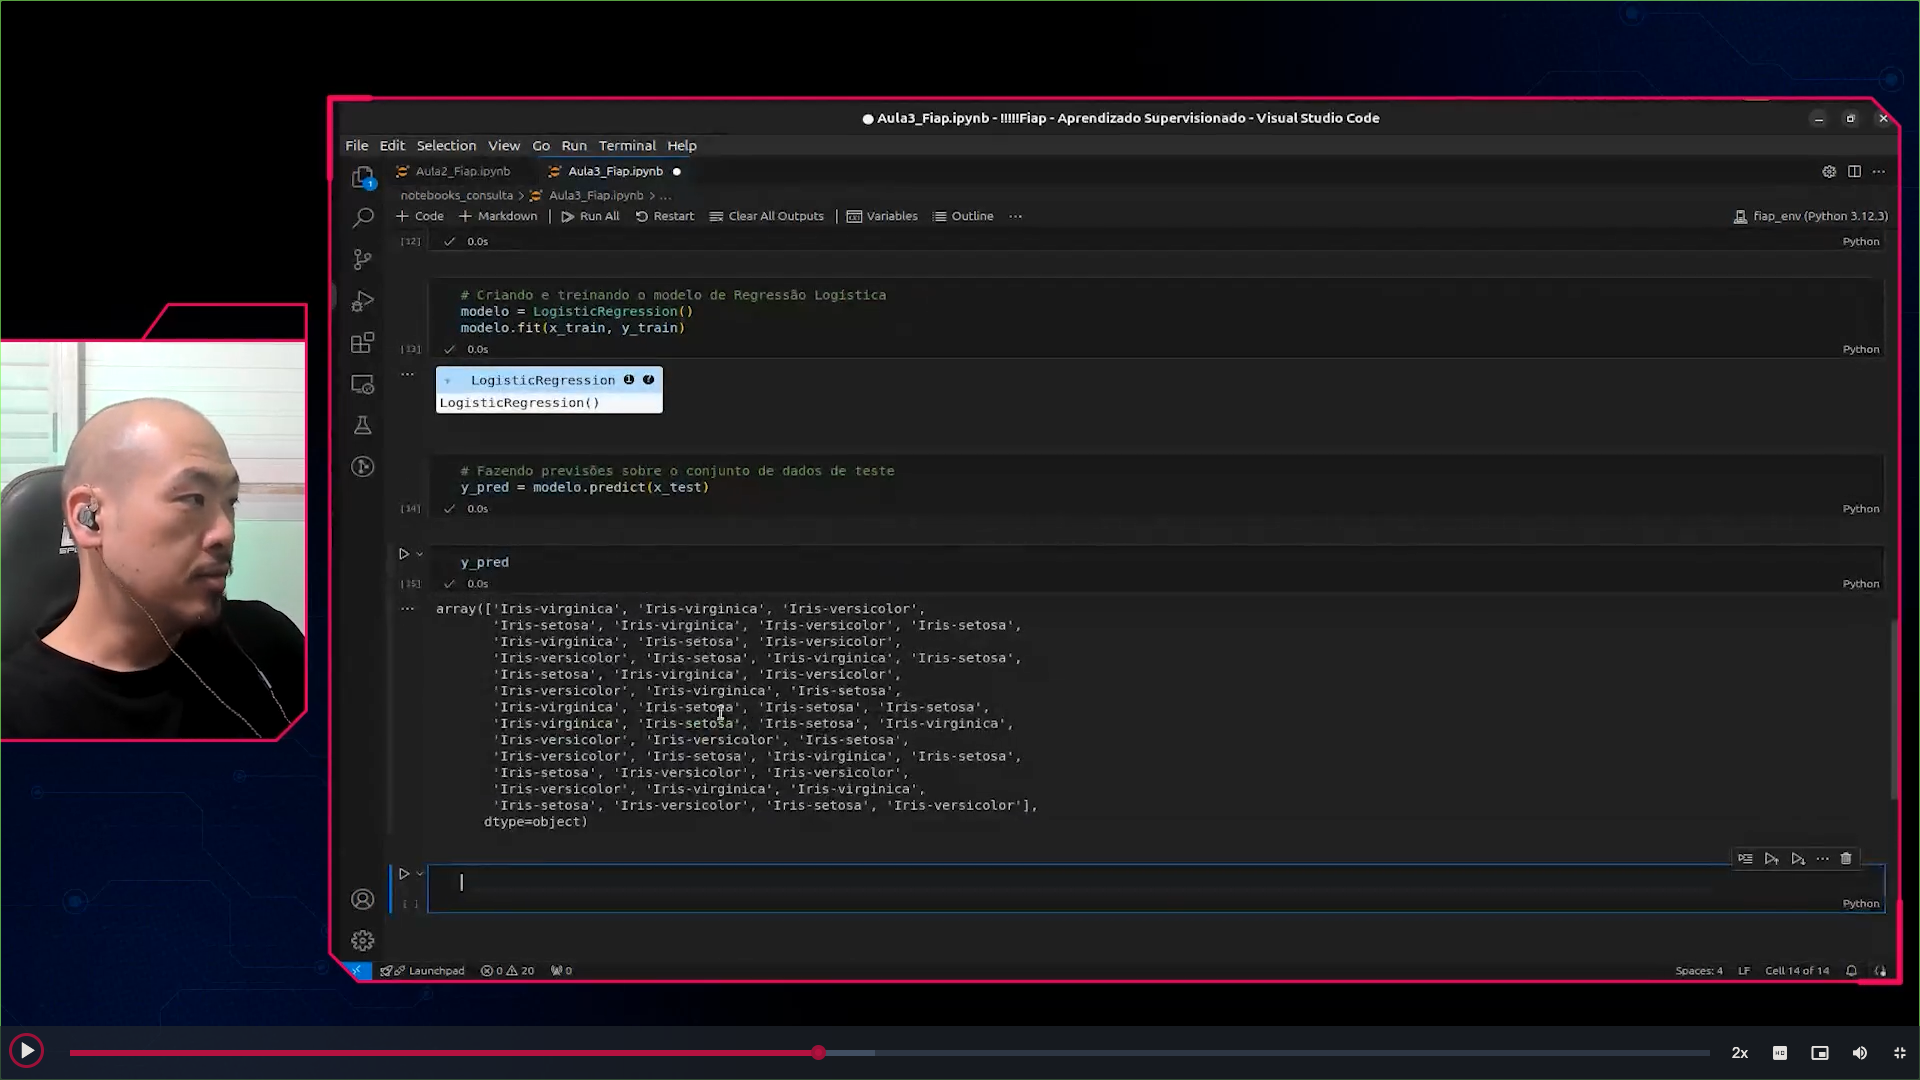 Aula3_Fiap.ipynb - !!!!!Fiap - Aprendizado Supervisionado - Visual Studio Code
File Edit Selection View Go Run Terminal Help
Aula2_Fiap.ipynb Aula3_Fiap.ipynb
notebooks_consulta > Aula3_Fiap.ipynb > ...
+ Code + Markdown | Run All Restart Clear All Outputs | Variables Outline ... fiap_env (Python 3.12.3)
[12] 0.0s Python
# Criando e treinando o modelo de Regressão Logística
modelo = LogisticRegression()
modelo.fit(x_train, y_train)
[13] 0.0s Python
LogisticRegression
LogisticRegression()
# Fazendo previsões sobre o conjunto de dados de teste
y_pred = modelo.predict(x_test)
[14] 0.0s Python
y_pred
[15] 0.0s Python
array(['Iris-virginica', 'Iris-virginica', 'Iris-versicolor',
'Iris-setosa', 'Iris-virginica', 'Iris-versicolor', 'Iris-setosa',
'Iris-virginica', 'Iris-setosa', 'Iris-versicolor',
'Iris-versicolor', 'Iris-setosa', 'Iris-virginica', 'Iris-setosa',
'Iris-setosa', 'Iris-virginica', 'Iris-versicolor',
'Iris-versicolor', 'Iris-virginica', 'Iris-setosa',
'Iris-virginica', 'Iris-setosa', 'Iris-setosa', 'Iris-setosa',
'Iris-virginica', 'Iris-setosa', 'Iris-setosa', 'Iris-virginica',
'Iris-versicolor', 'Iris-versicolor', 'Iris-setosa',
'Iris-versicolor', 'Iris-setosa', 'Iris-virginica', 'Iris-setosa',
'Iris-setosa', 'Iris-versicolor', 'Iris-versicolor',
'Iris-versicolor', 'Iris-virginica', 'Iris-virginica',
'Iris-setosa', 'Iris-versicolor', 'Iris-setosa', 'Iris-versicolor'],
dtype=object)
[ ] Python
Launchpad 0 20 0 Spaces: 4 LF Cell 14 of 14
2x